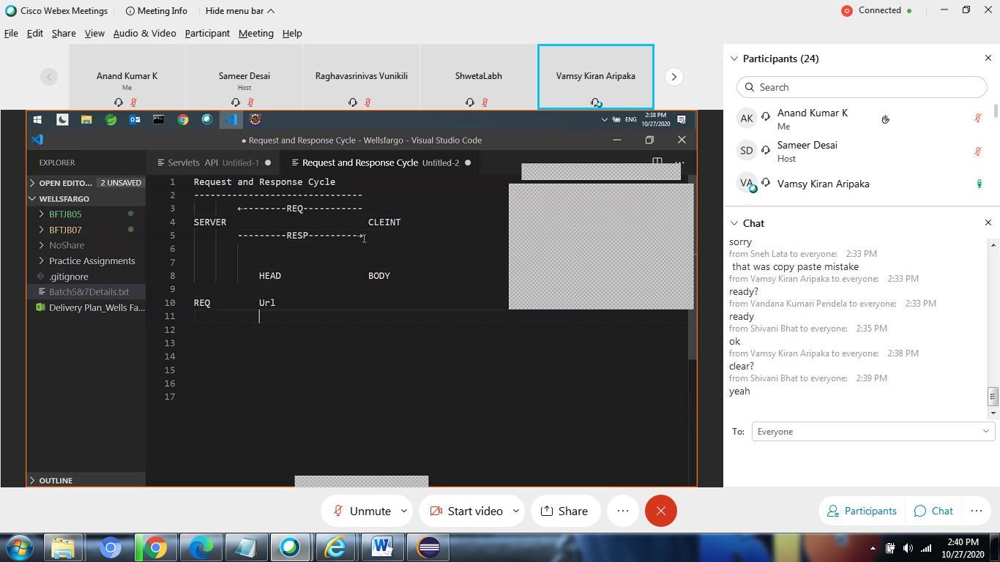 Cisco Webex Meetings
Meeting Info
Hide menu bar
Connected
File Edit Share View Audio & Video Participant Meeting Help
Anand Kumar K
Me
Sameer Desai
Host
Raghavasrinivas Vunikili
ShwetaLabh
Vamsy Kiran Aripaka
ENG
2:38 PM
10/27/2020
● Request and Response Cycle - Wellsfargo - Visual Studio Code
EXPLORER
Servlets API Untitled-1
Request and Response Cycle Untitled-2
OPEN EDITO... 2 UNSAVED
WELLSFARGO
BFTJB05
BFTJB07
NoShare
Practice Assignments
.gitignore
Batch5&7Details.txt
Delivery Plan_Wells Fa...
OUTLINE
1 Request and Response Cycle
2 -------------------------------
3 <---------REQ-----------
4 SERVER CLEINT
5 ---------RESP---------->
6
7
8 HEAD BODY
9
10 REQ Url
11
12
13
14
15
16
17
Participants (24)
Search
AK Anand Kumar K
Me
SD Sameer Desai
Host
VA Vamsy Kiran Aripaka
Chat
sorry
from Sneh Lata to everyone: 2:33 PM
that was copy paste mistake
from Vamsy Kiran Aripaka to everyone: 2:33 PM
ready?
from Vandana Kumari Pendela to everyone: 2:33 PM
ready
from Shivani Bhat to everyone: 2:35 PM
ok
from Vamsy Kiran Aripaka to everyone: 2:38 PM
clear?
from Shivani Bhat to everyone: 2:39 PM
yeah
To: Everyone
Unmute
Start video
Share
Participants
Chat
2:40 PM
10/27/2020